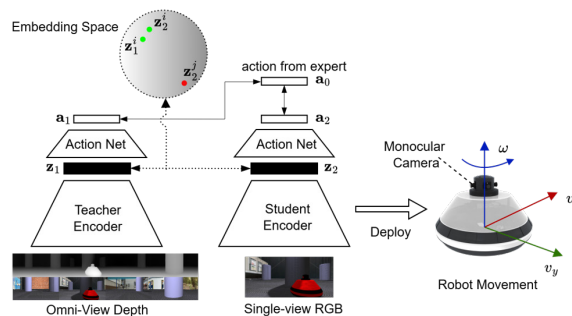 Embedding Space
z_2^i
z_1^i
z_2^j
action from expert
a_0
a_1
a_2
Action Net
Action Net
z_1
z_2
Teacher
Encoder
Student
Encoder
Deploy
Omni-View Depth
Single-view RGB
Monocular
Camera
ω
v
v_y
Robot Movement